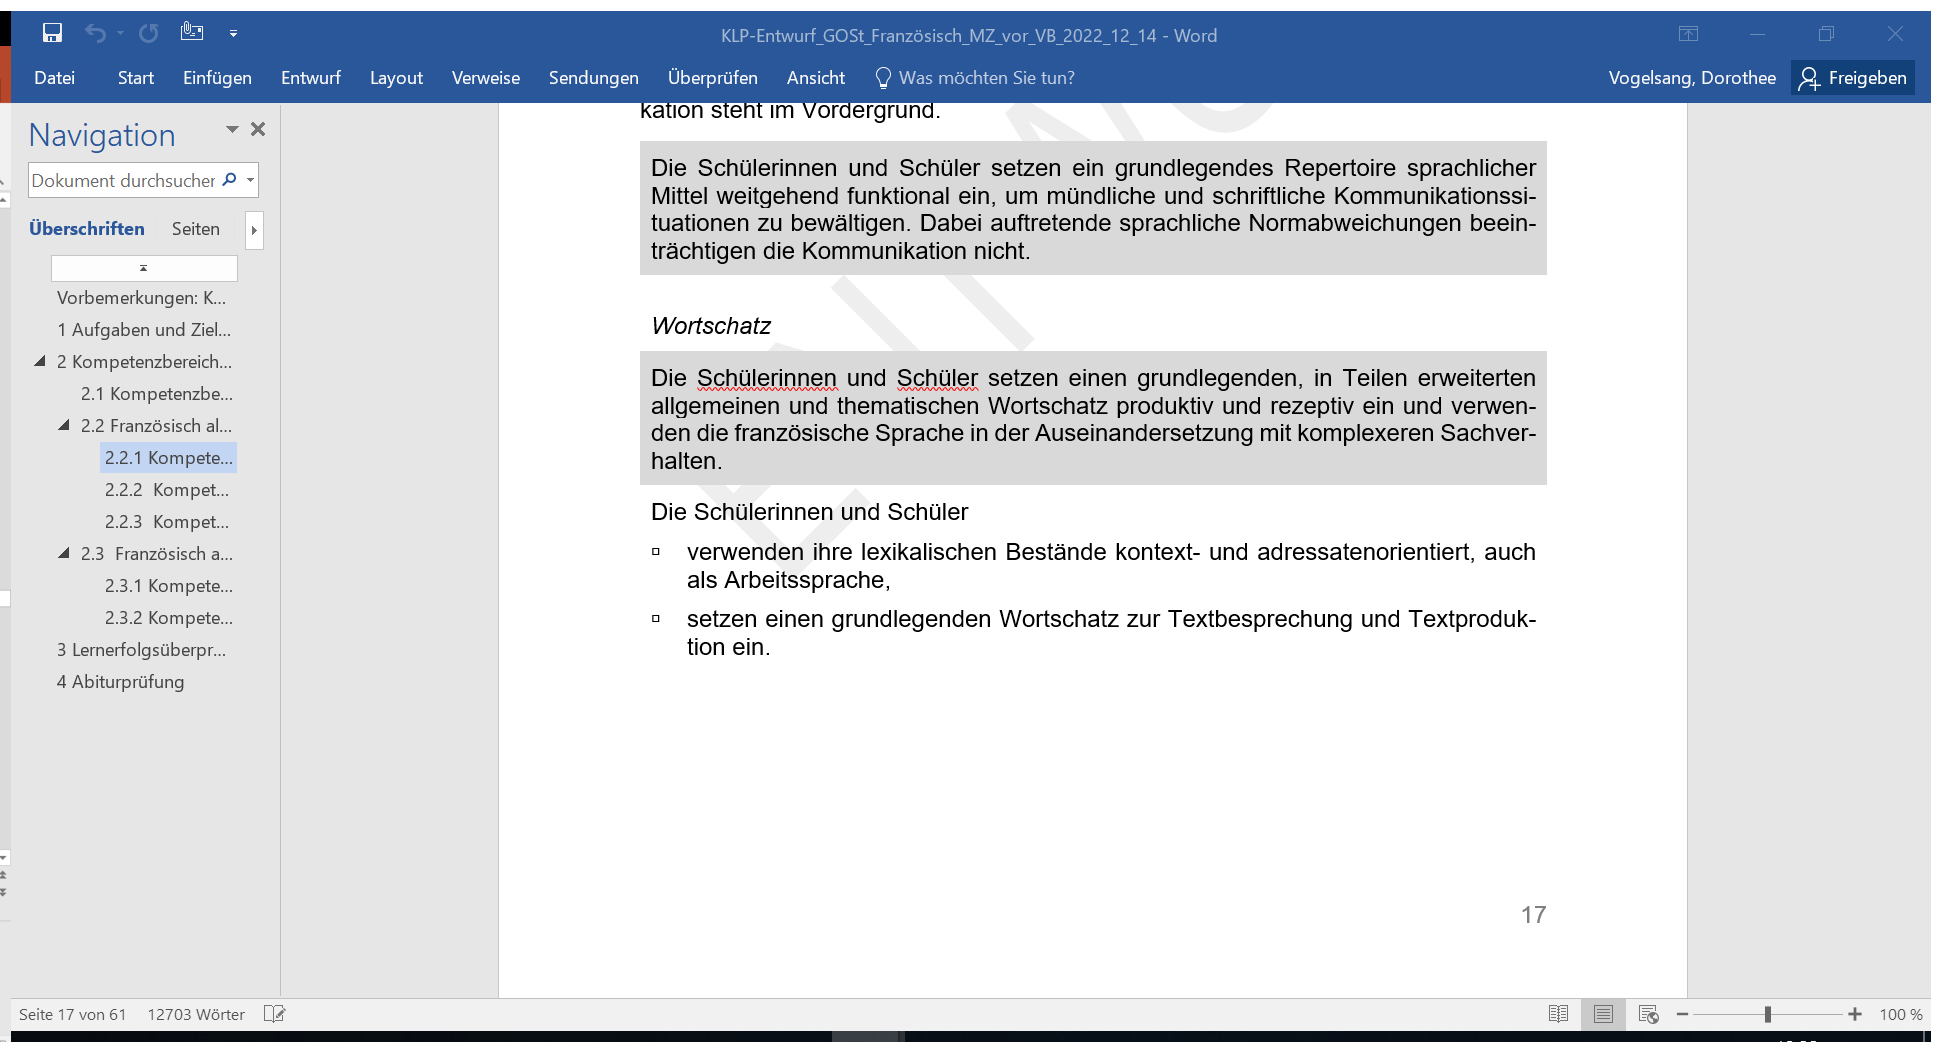 KLP-Entwurf_GOSt_Französisch_MZ_vor_VB_2022_12_14 - Word
Datei Start Einfügen Entwurf Layout Verweise Sendungen Überprüfen Ansicht Was möchten Sie tun? Vogelsang, Dorothee Freigeben
Navigation
Dokument durchsucher
Überschriften Seiten
Vorbemerkungen: K...
1 Aufgaben und Ziel...
2 Kompetenzbereich...
2.1 Kompetenzbe...
2.2 Französisch al...
2.2.1 Kompete...
2.2.2 Kompet...
2.2.3 Kompet...
2.3 Französisch a...
2.3.1 Kompete...
2.3.2 Kompete...
3 Lernerfolgsüberpr...
4 Abiturprüfung
kation steht im Vordergrund.
Die Schülerinnen und Schüler setzen ein grundlegendes Repertoire sprachlicher
Mittel weitgehend funktional ein, um mündliche und schriftliche Kommunikationssi-
tuationen zu bewältigen. Dabei auftretende sprachliche Normabweichungen beein-
trächtigen die Kommunikation nicht.
Wortschatz
Die Schülerinnen und Schüler setzen einen grundlegenden, in Teilen erweiterten
allgemeinen und thematischen Wortschatz produktiv und rezeptiv ein und verwen-
den die französische Sprache in der Auseinandersetzung mit komplexeren Sachver-
halten.
Die Schülerinnen und Schüler
verwenden ihre lexikalischen Bestände kontext- und adressatenorientiert, auch
als Arbeitssprache,
setzen einen grundlegenden Wortschatz zur Textbesprechung und Textproduk-
tion ein.
17
Seite 17 von 61 12703 Wörter 100 %